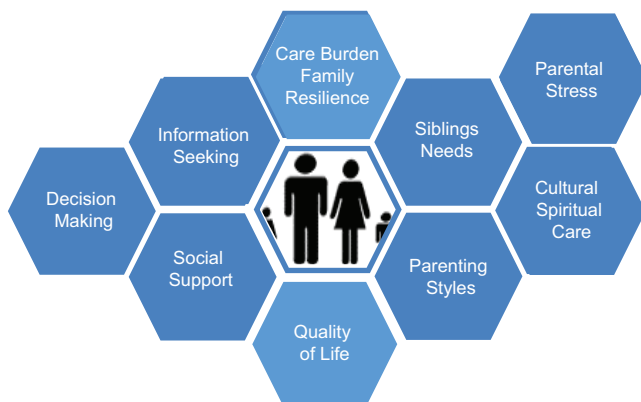 Care Burden
Family
Resilience
Parental
Stress
Information
Seeking
Siblings
Needs
Decision
Making
Cultural
Spiritual
Care
Social
Support
Parenting
Styles
Quality
of Life